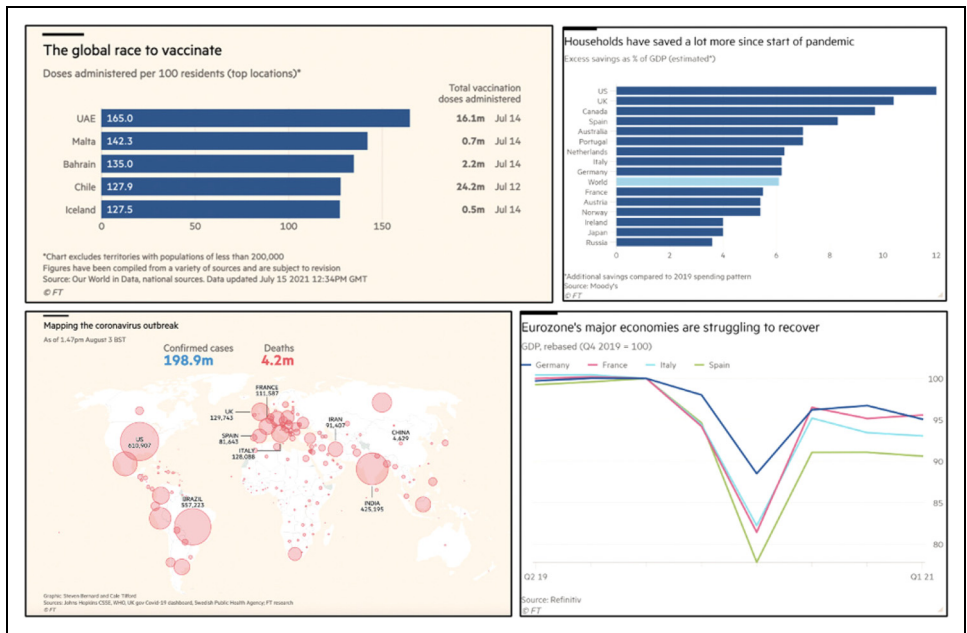 The global race to vaccinate
Doses administered per 100 residents (top locations)*
Total vaccination
doses administered
UAE 165.0 16.1m Jul 14
Malta 142.3 0.7m Jul 14
Bahrain 135.0 2.2m Jul 14
Chile 127.9 24.2m Jul 12
Iceland 127.5 0.5m Jul 14
0 50 100 150
*Chart excludes territories with populations of less than 200,000
Figures have been compiled from a variety of sources and are subject to revision
Source: Our World in Data, national sources. Data updated July 15 2021 12:34PM GMT
© FT
Households have saved a lot more since start of pandemic
Excess savings as % of GDP (estimated*)
US
UK
Canada
Spain
Australia
Portugal
Netherlands
Italy
Germany
World
France
Austria
Norway
Ireland
Japan
Russia
0 2 4 6 8 10 12
*Additional savings compared to 2019 spending pattern
Source: Moody's
© FT
Mapping the coronavirus outbreak
As of 1.47pm August 3 BST
Confirmed cases Deaths
198.9m 4.2m
FRANCE
111,587
UK
129,743
SPAIN
81,643
ITALY
128,088
IRAN
91,407
CHINA
4,629
US
610,907
BRAZIL
557,223
INDIA
425,195
Graphic: Steven Bernard and Cale Tilford
Sources: Johns Hopkins CSSE, WHO, UK gov Covid-19 dashboard, Swedish Public Health Agency; FT research
© FT
Eurozone's major economies are struggling to recover
GDP, rebased (Q4 2019 = 100)
Germany France Italy Spain
100
95
90
85
80
Q2 19 Q1 21
Source: Refinitiv
© FT